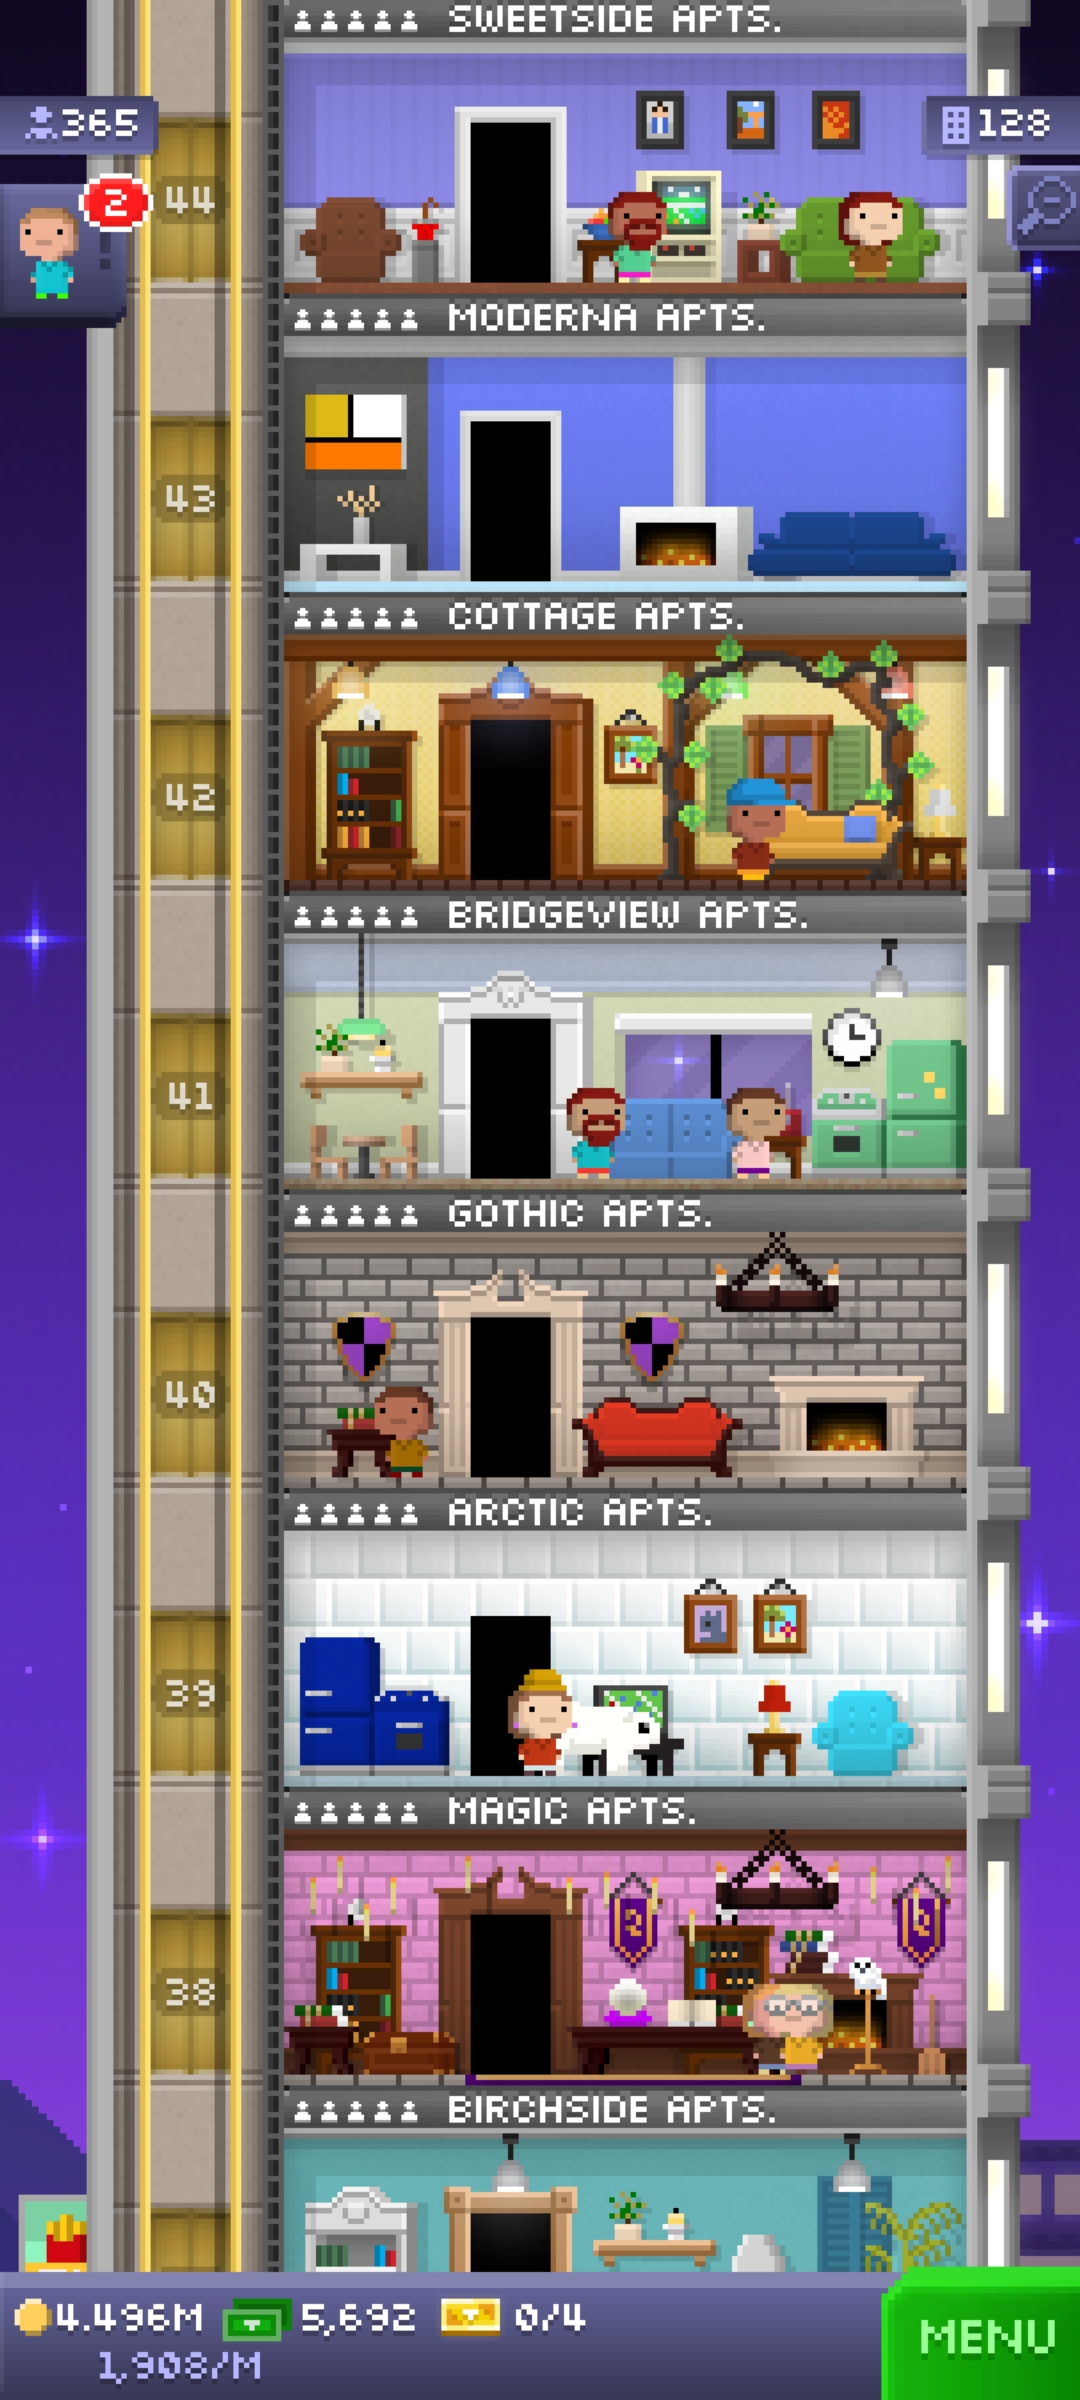 SWEETSIDE APTS.
365
128
2
44
MODERNA APTS.
43
COTTAGE APTS.
42
BRIDGEVIEW APTS.
41
GOTHIC APTS.
40
ARCTIC APTS.
39
MAGIC APTS.
38
BIRCHSIDE APTS.
4.496M 5,692 0/4
1,908/M
MENU